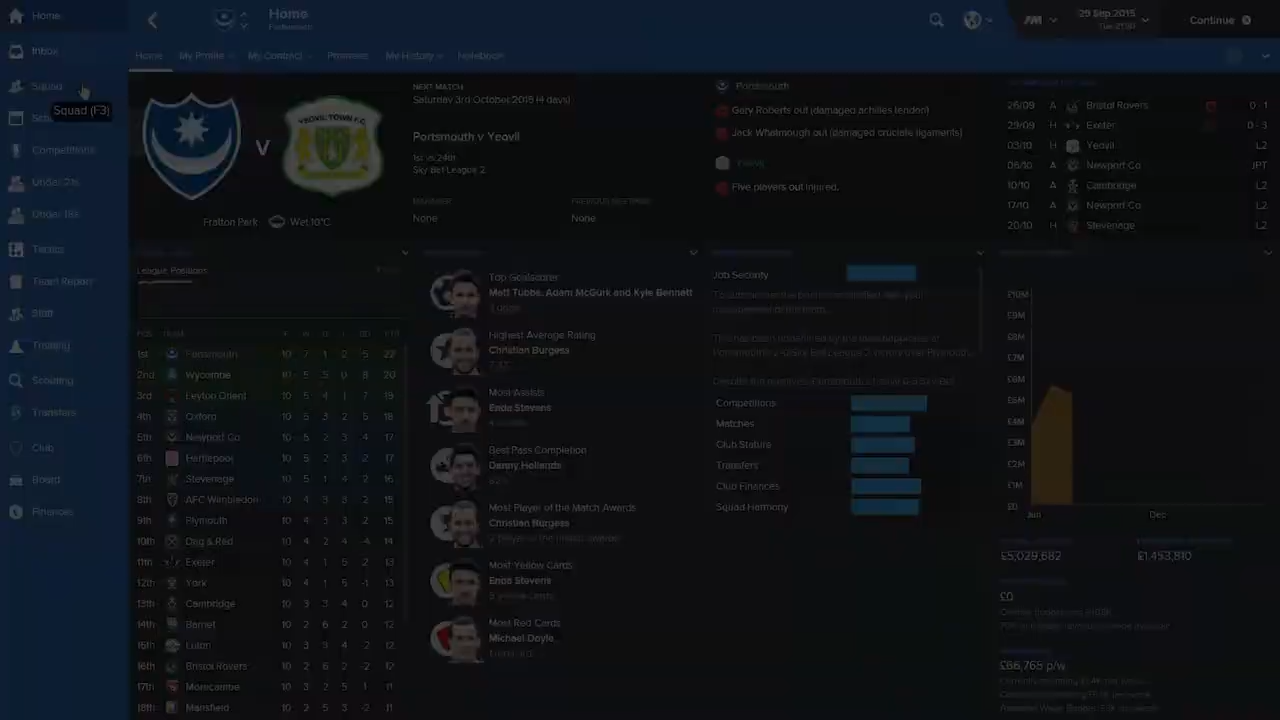 Home
Home
Portsmouth
29 Sep 2015
Tue 21:30
Continue
Inbox
Home
My Profile
My Contract
Pressers
My History
Notebook
Squad
Squad (F3)
Competitions
Under 21s
Under 18s
Tactics
Team Report
Staff
Training
Scouting
Transfers
Club
Board
Finances
V
YEOVIL TOWN F.C.
Fratton Park
Wet 10°C
NEXT MATCH
Saturday 3rd October 2015 (4 days)
Portsmouth v Yeovil
1st vs 24th
Sky Bet League 2
MANAGER
None
None
Portsmouth
Gary Roberts out (damaged achilles tendon)
Jack Whatmough out (damaged cruciate ligaments)
Yeovil
Five players out injured.
26/09 A Bristol Rovers 0 - 1
29/09 A Exeter 0 - 3
03/10 H Yeovil L2
06/10 A Newport Co JPT
10/10 A Cambridge L2
17/10 A Newport Co L2
20/10 H Stevenage L2
League Positions
POS TEAM
GD PTS
1st Portsmouth 10 7 1 2 5 22
2nd Wycombe 10 5 5 0 8 20
3rd Leyton Orient 10 5 4 1 7 19
4th Oxford 10 5 3 2 5 18
5th Newport Co 10 5 2 3 4 17
6th Hartlepool 10 5 2 3 2 17
7th Stevenage 10 5 1 4 2 16
8th AFC Wimbledon 10 4 3 3 2 15
9th Plymouth 10 4 3 3 2 15
10th Dag & Red 10 4 2 4 -4 14
11th Exeter 10 4 1 5 2 13
12th York 10 4 1 5 -1 13
13th Cambridge 10 3 3 4 0 12
14th Barnet 10 2 6 2 0 12
15th Luton 10 3 3 4 -2 12
16th Bristol Rovers 10 2 6 2 -2 12
17th Morecambe 10 3 2 5 1 11
18th Mansfield 10 2 5 3 -2 11
Top Goalscorer
Matt Tubbs, Adam McGurk and Kyle Bennett
Highest Average Rating
Christian Burgess
Most Assists
Enda Stevens
Best Pass Completion
Danny Hollands
Most Player of the Match Awards
Christian Burgess
Most Yellow Cards
Enda Stevens
3 yellow cards
Most Red Cards
Michael Doyle
Job Security
Competitions
Matches
Club Stature
Transfers
Club Finances
Squad Harmony
£10M
£9M
£8M
£7M
£6M
£5M
£4M
£3M
£2M
£1M
£0
Jun
Dec
£5,029,682
£1,453,810
£0
£66,765 p/w